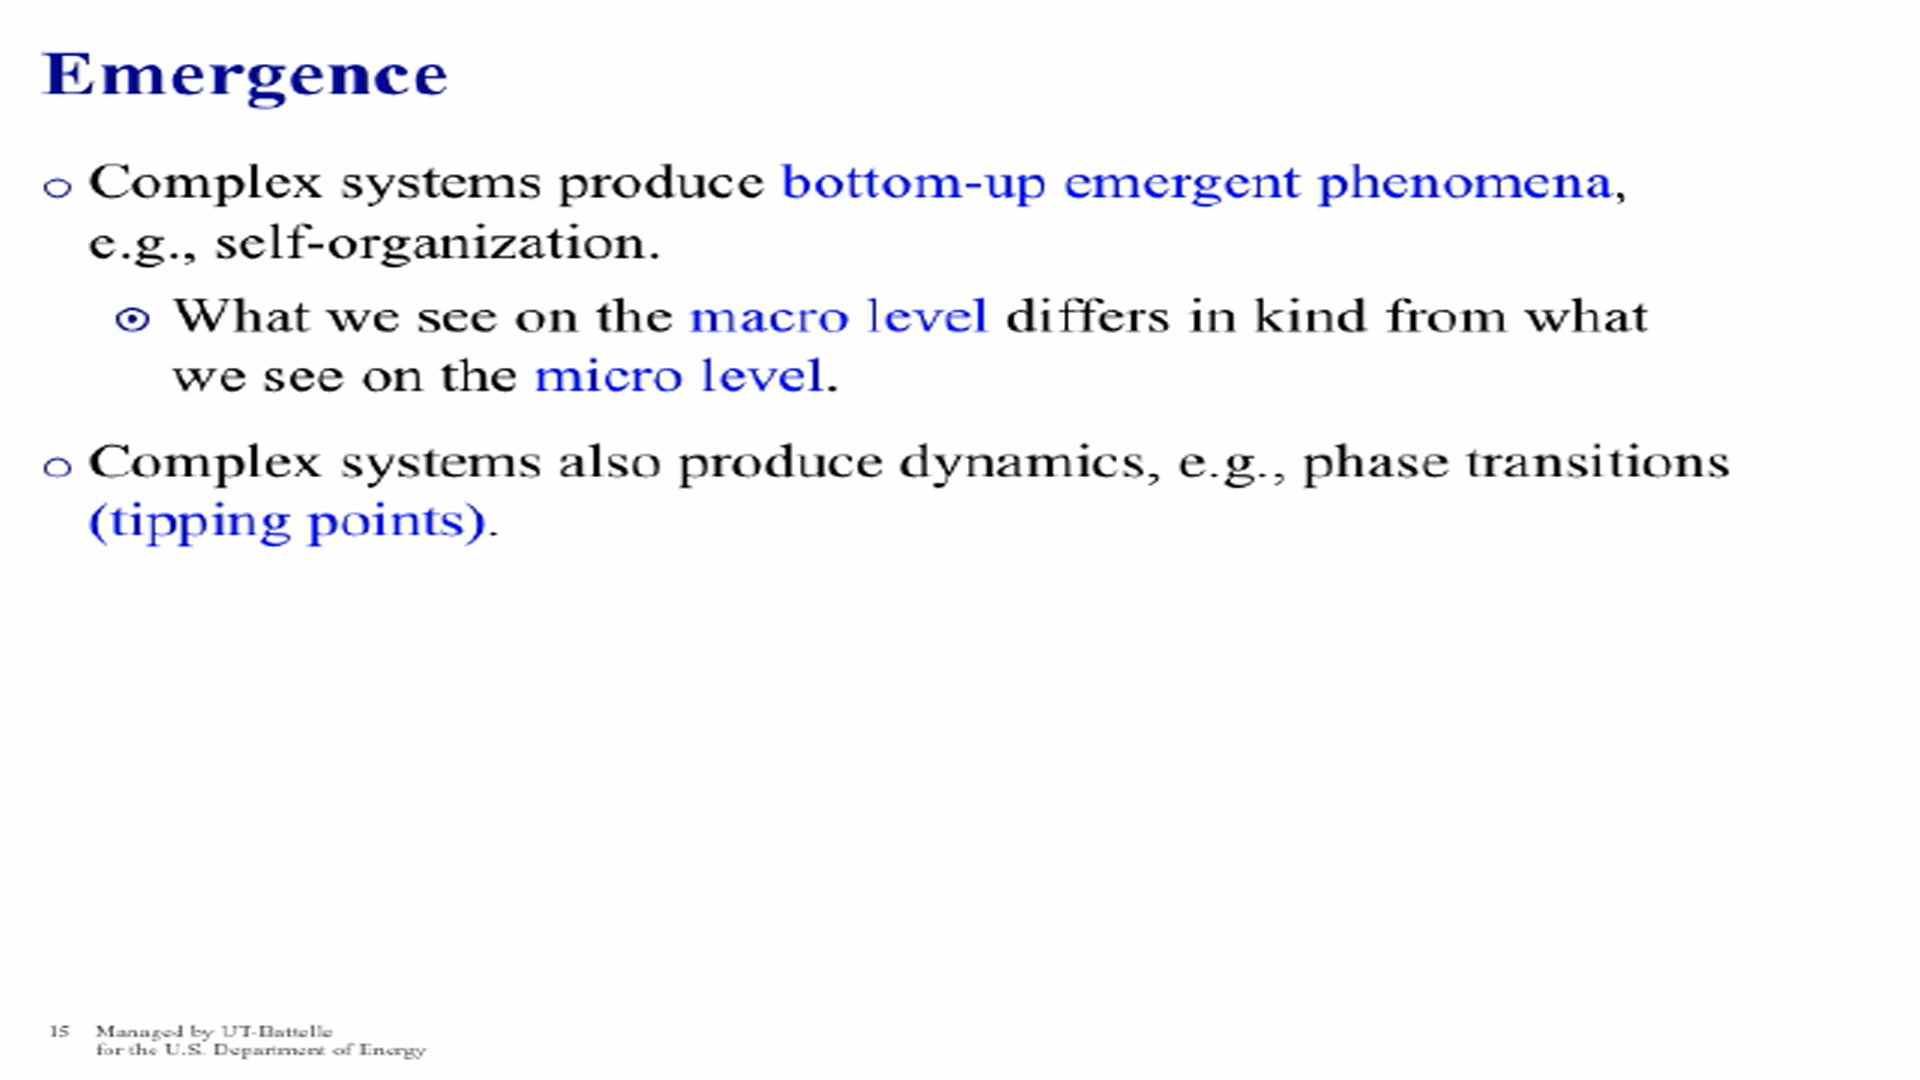 Emergence
Complex systems produce bottom-up emergent phenomena,
e.g., self-organization.
What we see on the macro level differs in kind from what
we see on the micro level.
Complex systems also produce dynamics, e.g., phase transitions
(tipping points).
15 Managed by UT-Battelle
for the U.S. Department of Energy